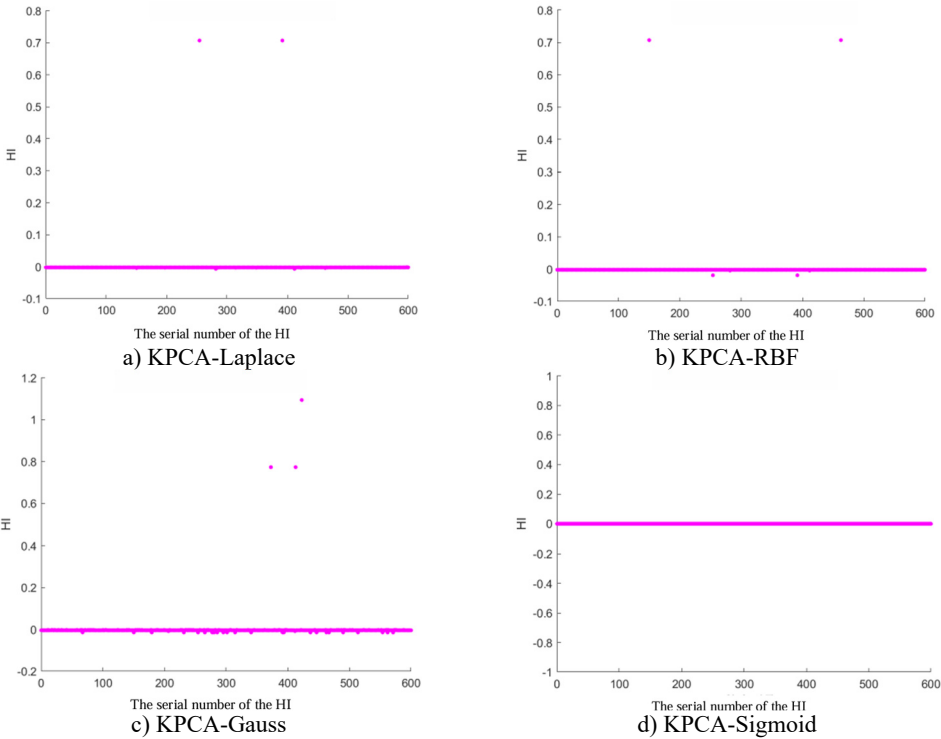 0.8
0.7
0.6
0.5
0.4
0.3
0.2
0.1
0
-0.1
HI
0 100 200 300 400 500 600
The serial number of the HI
a) KPCA-Laplace
0.8
0.7
0.6
0.5
0.4
0.3
0.2
0.1
0
-0.1
HI
0 100 200 300 400 500 600
The serial number of the HI
b) KPCA-RBF
1.2
1
0.8
0.6
0.4
0.2
0
-0.2
HI
0 100 200 300 400 500 600
The serial number of the HI
c) KPCA-Gauss
1
0.8
0.6
0.4
0.2
0
-0.2
-0.4
-0.6
-0.8
-1
HI
0 100 200 300 400 500 600
The serial number of the HI
d) KPCA-Sigmoid